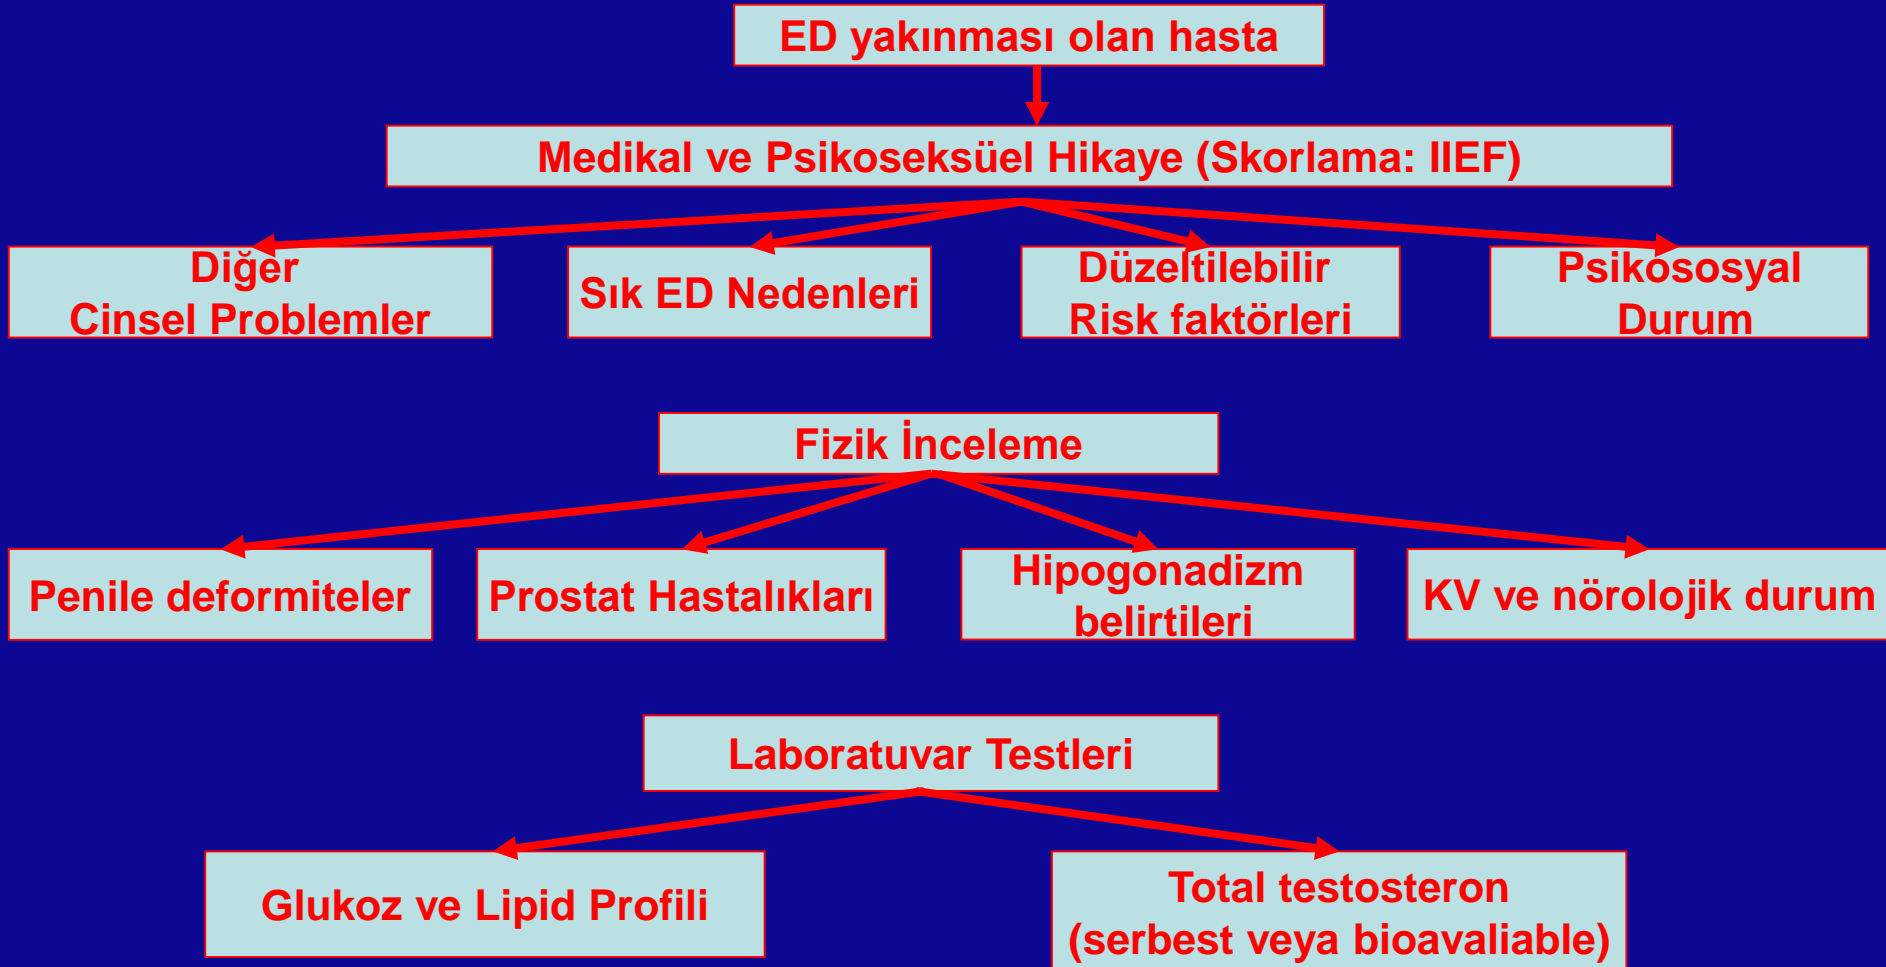 ED yakınması olan hasta
Medikal ve Psikoseksüel Hikaye (Skorlama: IIEF)
Diğer
Cinsel Problemler
Sık ED Nedenleri
Düzeltilebilir
Risk faktörleri
Psikososyal
Durum
Fizik İnceleme
Penile deformiteler
Prostat Hastalıkları
Hipogonadizm
belirtileri
KV ve nörolojik durum
Laboratuvar Testleri
Glukoz ve Lipid Profili
Total testosteron
(serbest veya bioavaliable)